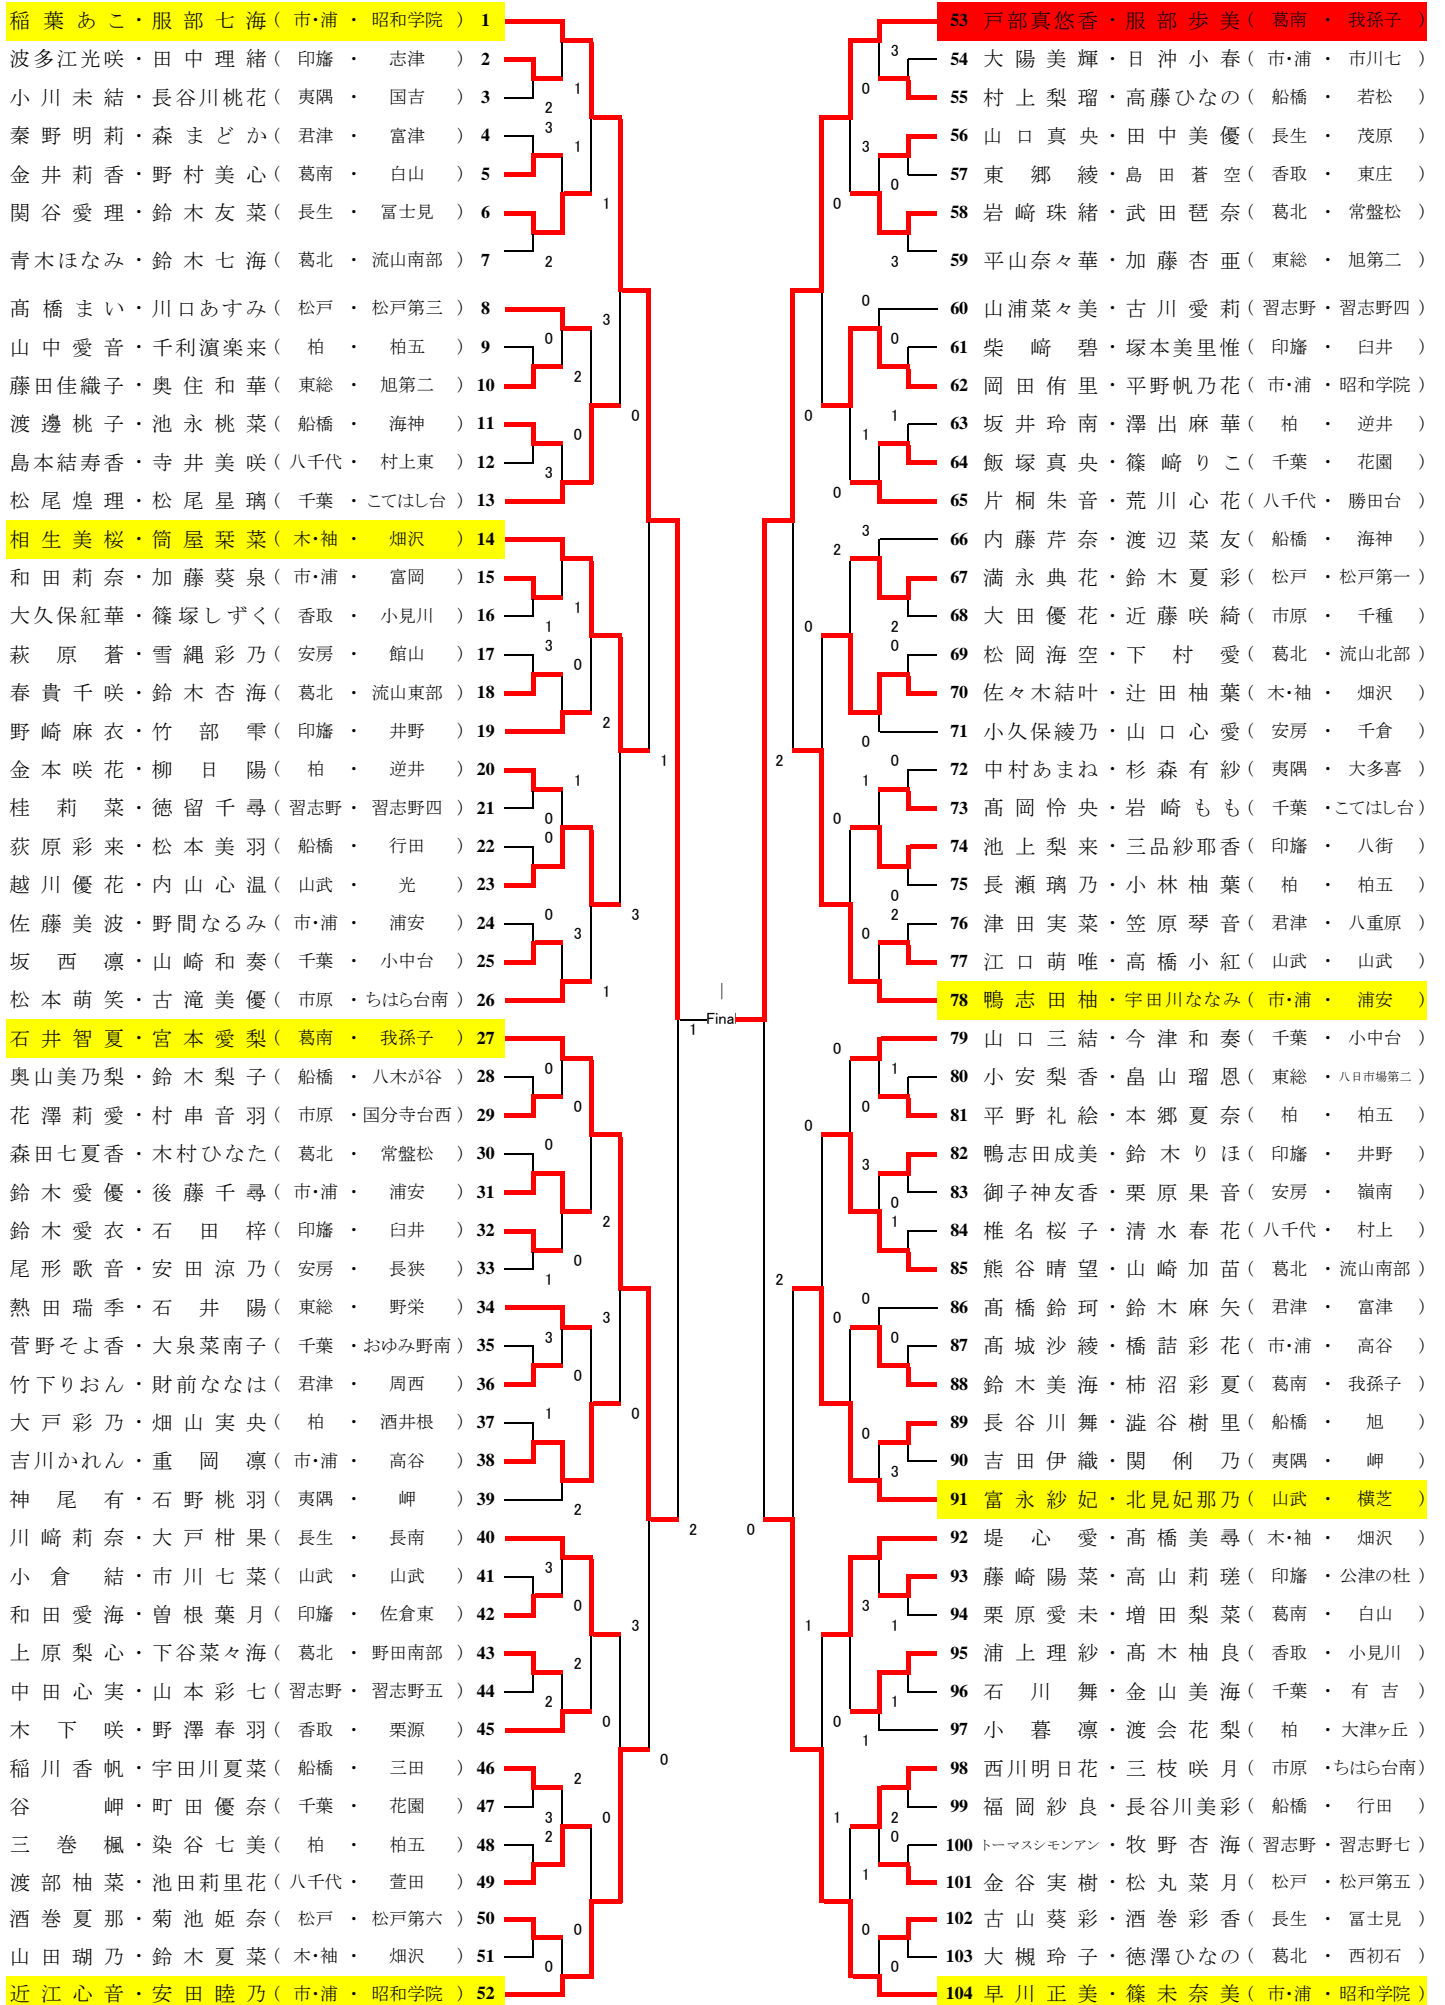 稲葉あこ・服部七海(市・浦・昭和学院) 1
波多江光咲・田中理緒(印旛・志津) 2
小川未結・長谷川桃花(夷隅・国吉) 3
秦野明莉・森まどか(君津・富津) 4
金井莉香・野村美心(葛南・白山) 5
関谷愛理・鈴木友菜(長生・冨士見) 6
青木ほなみ・鈴木七海(葛北・流山南部) 7
髙橋まい・川口あすみ(松戸・松戸第三) 8
山中愛音・千利濵楽来(柏・柏五) 9
藤田佳織子・奥住和華(東総・旭第二) 10
渡邊桃子・池永桃菜(船橋・海神) 11
島本結寿香・寺井美咲(八千代・村上東) 12
松尾煌理・松尾星璃(千葉・こてはし台) 13
相生美桜・筒屋栞菜(木・袖・畑沢) 14
和田莉奈・加藤葵泉(市・浦・富岡) 15
大久保紅華・篠塚しずく(香取・小見川) 16
萩原蒼・雪縄彩乃(安房・館山) 17
春貴千咲・鈴木杏海(葛北・流山東部) 18
野崎麻衣・竹部雫(印旛・井野) 19
金本咲花・柳日陽(柏・逆井) 20
桂莉菜・徳留千尋(習志野・習志野四) 21
荻原彩来・松本美羽(船橋・行田) 22
越川優花・内山心温(山武・光) 23
佐藤美波・野間なるみ(市・浦・浦安) 24
坂西凛・山崎和奏(千葉・小中台) 25
松本萌笑・古滝美優(市原・ちはら台南) 26
石井智夏・宮本愛梨(葛南・我孫子) 27
奥山美乃梨・鈴木梨子(船橋・八木が谷) 28
花澤莉愛・村串音羽(市原・国分寺台西) 29
森田七夏香・木村ひなた(葛北・常盤松) 30
鈴木愛優・後藤千尋(市・浦・浦安) 31
鈴木愛衣・石田梓(印旛・臼井) 32
尾形歌音・安田涼乃(安房・長狭) 33
熱田瑞季・石井陽(東総・野栄) 34
菅野そよ香・大泉菜南子(千葉・おゆみ野南) 35
竹下りおん・財前ななは(君津・周西) 36
大戸彩乃・畑山実央(柏・酒井根) 37
吉川かれん・重岡凛(市・浦・高谷) 38
神尾有・石野桃羽(夷隅・岬) 39
川﨑莉奈・大戸柑果(長生・長南) 40
小倉結・市川七菜(山武・山武) 41
和田愛海・曽根葉月(印旛・佐倉東) 42
上原梨心・下谷菜々海(葛北・野田南部) 43
中田心実・山本彩七(習志野・習志野五) 44
木下咲・野澤春羽(香取・栗源) 45
稲川香帆・宇田川夏菜(船橋・三田) 46
谷岬・町田優奈(千葉・花園) 47
三巻楓・染谷七美(柏・柏五) 48
渡部柚菜・池田莉里花(八千代・萱田) 49
酒巻夏那・菊池姫奈(松戸・松戸第六) 50
山田瑚乃・鈴木夏菜(木・袖・畑沢) 51
近江心音・安田睦乃(市・浦・昭和学院) 52
Final
53 戸部真悠香・服部歩美(葛南・我孫子)
54 大陽美輝・日沖小春(市・浦・市川七)
55 村上梨瑠・高藤ひなの(船橋・若松)
56 山口真央・田中美優(長生・茂原)
57 東郷綾・島田蒼空(香取・東庄)
58 岩﨑珠緒・武田琶奈(葛北・常盤松)
59 平山奈々華・加藤杏亜(東総・旭第二)
60 山浦菜々美・古川愛莉(習志野・習志野四)
61 柴﨑碧・塚本美里惟(印旛・臼井)
62 岡田侑里・平野帆乃花(市・浦・昭和学院)
63 坂井玲南・澤出麻華(柏・逆井)
64 飯塚真央・篠﨑りこ(千葉・花園)
65 片桐朱音・荒川心花(八千代・勝田台)
66 内藤芹奈・渡辺菜友(船橋・海神)
67 満永典花・鈴木夏彩(松戸・松戸第一)
68 大田優花・近藤咲綺(市原・千種)
69 松岡海空・下村愛(葛北・流山北部)
70 佐々木結叶・辻田柚葉(木・袖・畑沢)
71 小久保綾乃・山口心愛(安房・千倉)
72 中村あまね・杉森有紗(夷隅・大多喜)
73 髙岡怜央・岩崎もも(千葉・こてはし台)
74 池上梨来・三品紗耶香(印旛・八街)
75 長瀬璃乃・小林柚葉(柏・柏五)
76 津田実菜・笠原琴音(君津・八重原)
77 江口萌唯・高橋小紅(山武・山武)
78 鴨志田柚・宇田川ななみ(市・浦・浦安)
79 山口三結・今津和奏(千葉・小中台)
80 小安梨香・畠山瑠恩(東総・八日市場第二)
81 平野礼絵・本郷夏奈(柏・柏五)
82 鴨志田成美・鈴木りほ(印旛・井野)
83 御子神友香・栗原果音(安房・嶺南)
84 椎名桜子・清水春花(八千代・村上)
85 熊谷晴望・山崎加苗(葛北・流山南部)
86 髙橋鈴珂・鈴木麻矢(君津・富津)
87 髙城沙綾・橋詰彩花(市・浦・高谷)
88 鈴木美海・柿沼彩夏(葛南・我孫子)
89 長谷川舞・澁谷樹里(船橋・旭)
90 吉田伊織・関俐乃(夷隅・岬)
91 富永紗妃・北見妃那乃(山武・横芝)
92 堤心愛・髙橋美尋(木・袖・畑沢)
93 藤崎陽菜・高山莉瑳(印旛・公津の杜)
94 栗原愛未・増田梨菜(葛南・白山)
95 浦上理紗・髙木柚良(香取・小見川)
96 石川舞・金山美海(千葉・有吉)
97 小暮凛・渡会花梨(柏・大津ヶ丘)
98 西川明日花・三枝咲月(市原・ちはら台南)
99 福岡紗良・長谷川美彩(船橋・行田)
100 トーマスシモンアン・牧野杏海(習志野・習志野七)
101 金谷実樹・松丸菜月(松戸・松戸第五)
102 古山葵彩・酒巻彩香(長生・冨士見)
103 大槻玲子・徳澤ひなの(葛北・西初石)
104 早川正美・篠未奈美(市・浦・昭和学院)